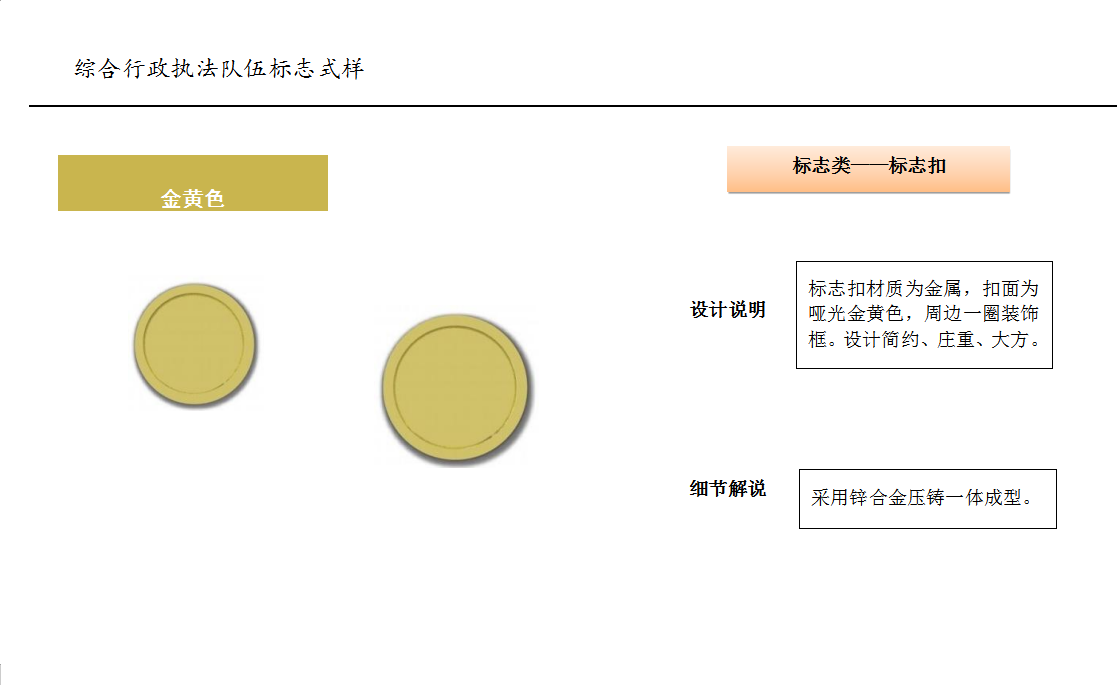 综合行政执法队伍标志式样
金黄色
标志类——标志扣
设计说明
标志扣材质为金属，扣面为
哑光金黄色，周边一圈装饰
框。设计简约、庄重、大方。
细节解说
采用锌合金压铸一体成型。